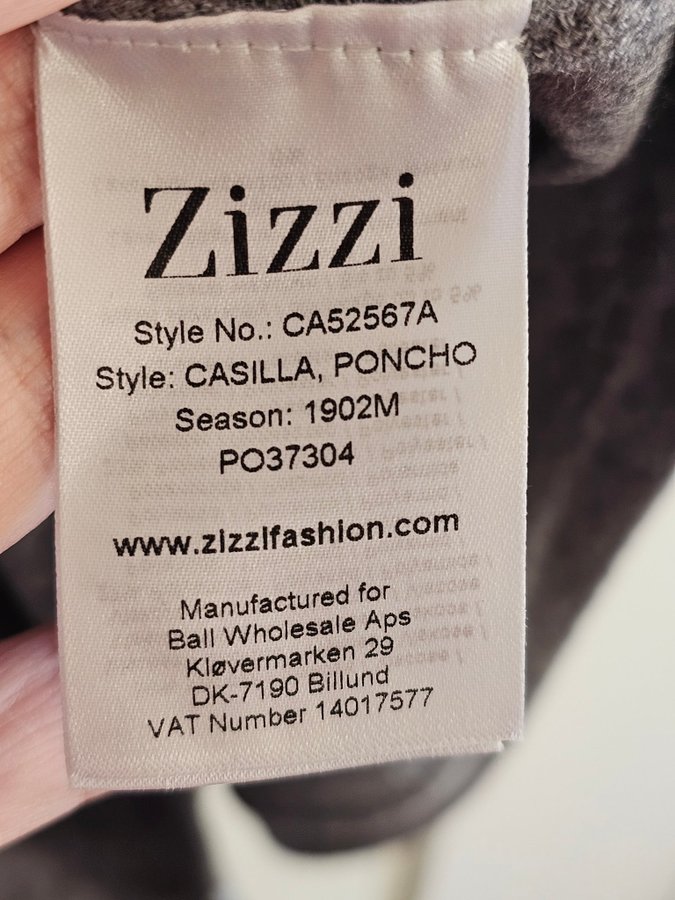 Zizzi
Style No.: CA52567A
Style: CASILLA, PONCHO
Season: 1902M
PO37304
www.zizzifashion.com
Manufactured for
Ball Wholesale Aps
Kløvermarken 29
DK-7190 Billund
VAT Number 14017577